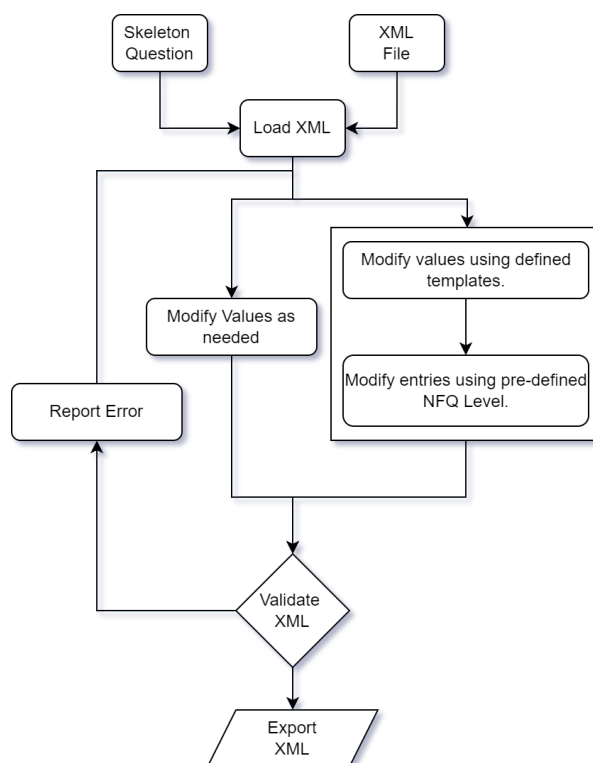 Skeleton
Question
XML
File
Load XML
Modify values using defined
templates.
Modify Values as
needed
Modify entries using pre-defined
NFQ Level.
Report Error
Validate
XML
Export
XML